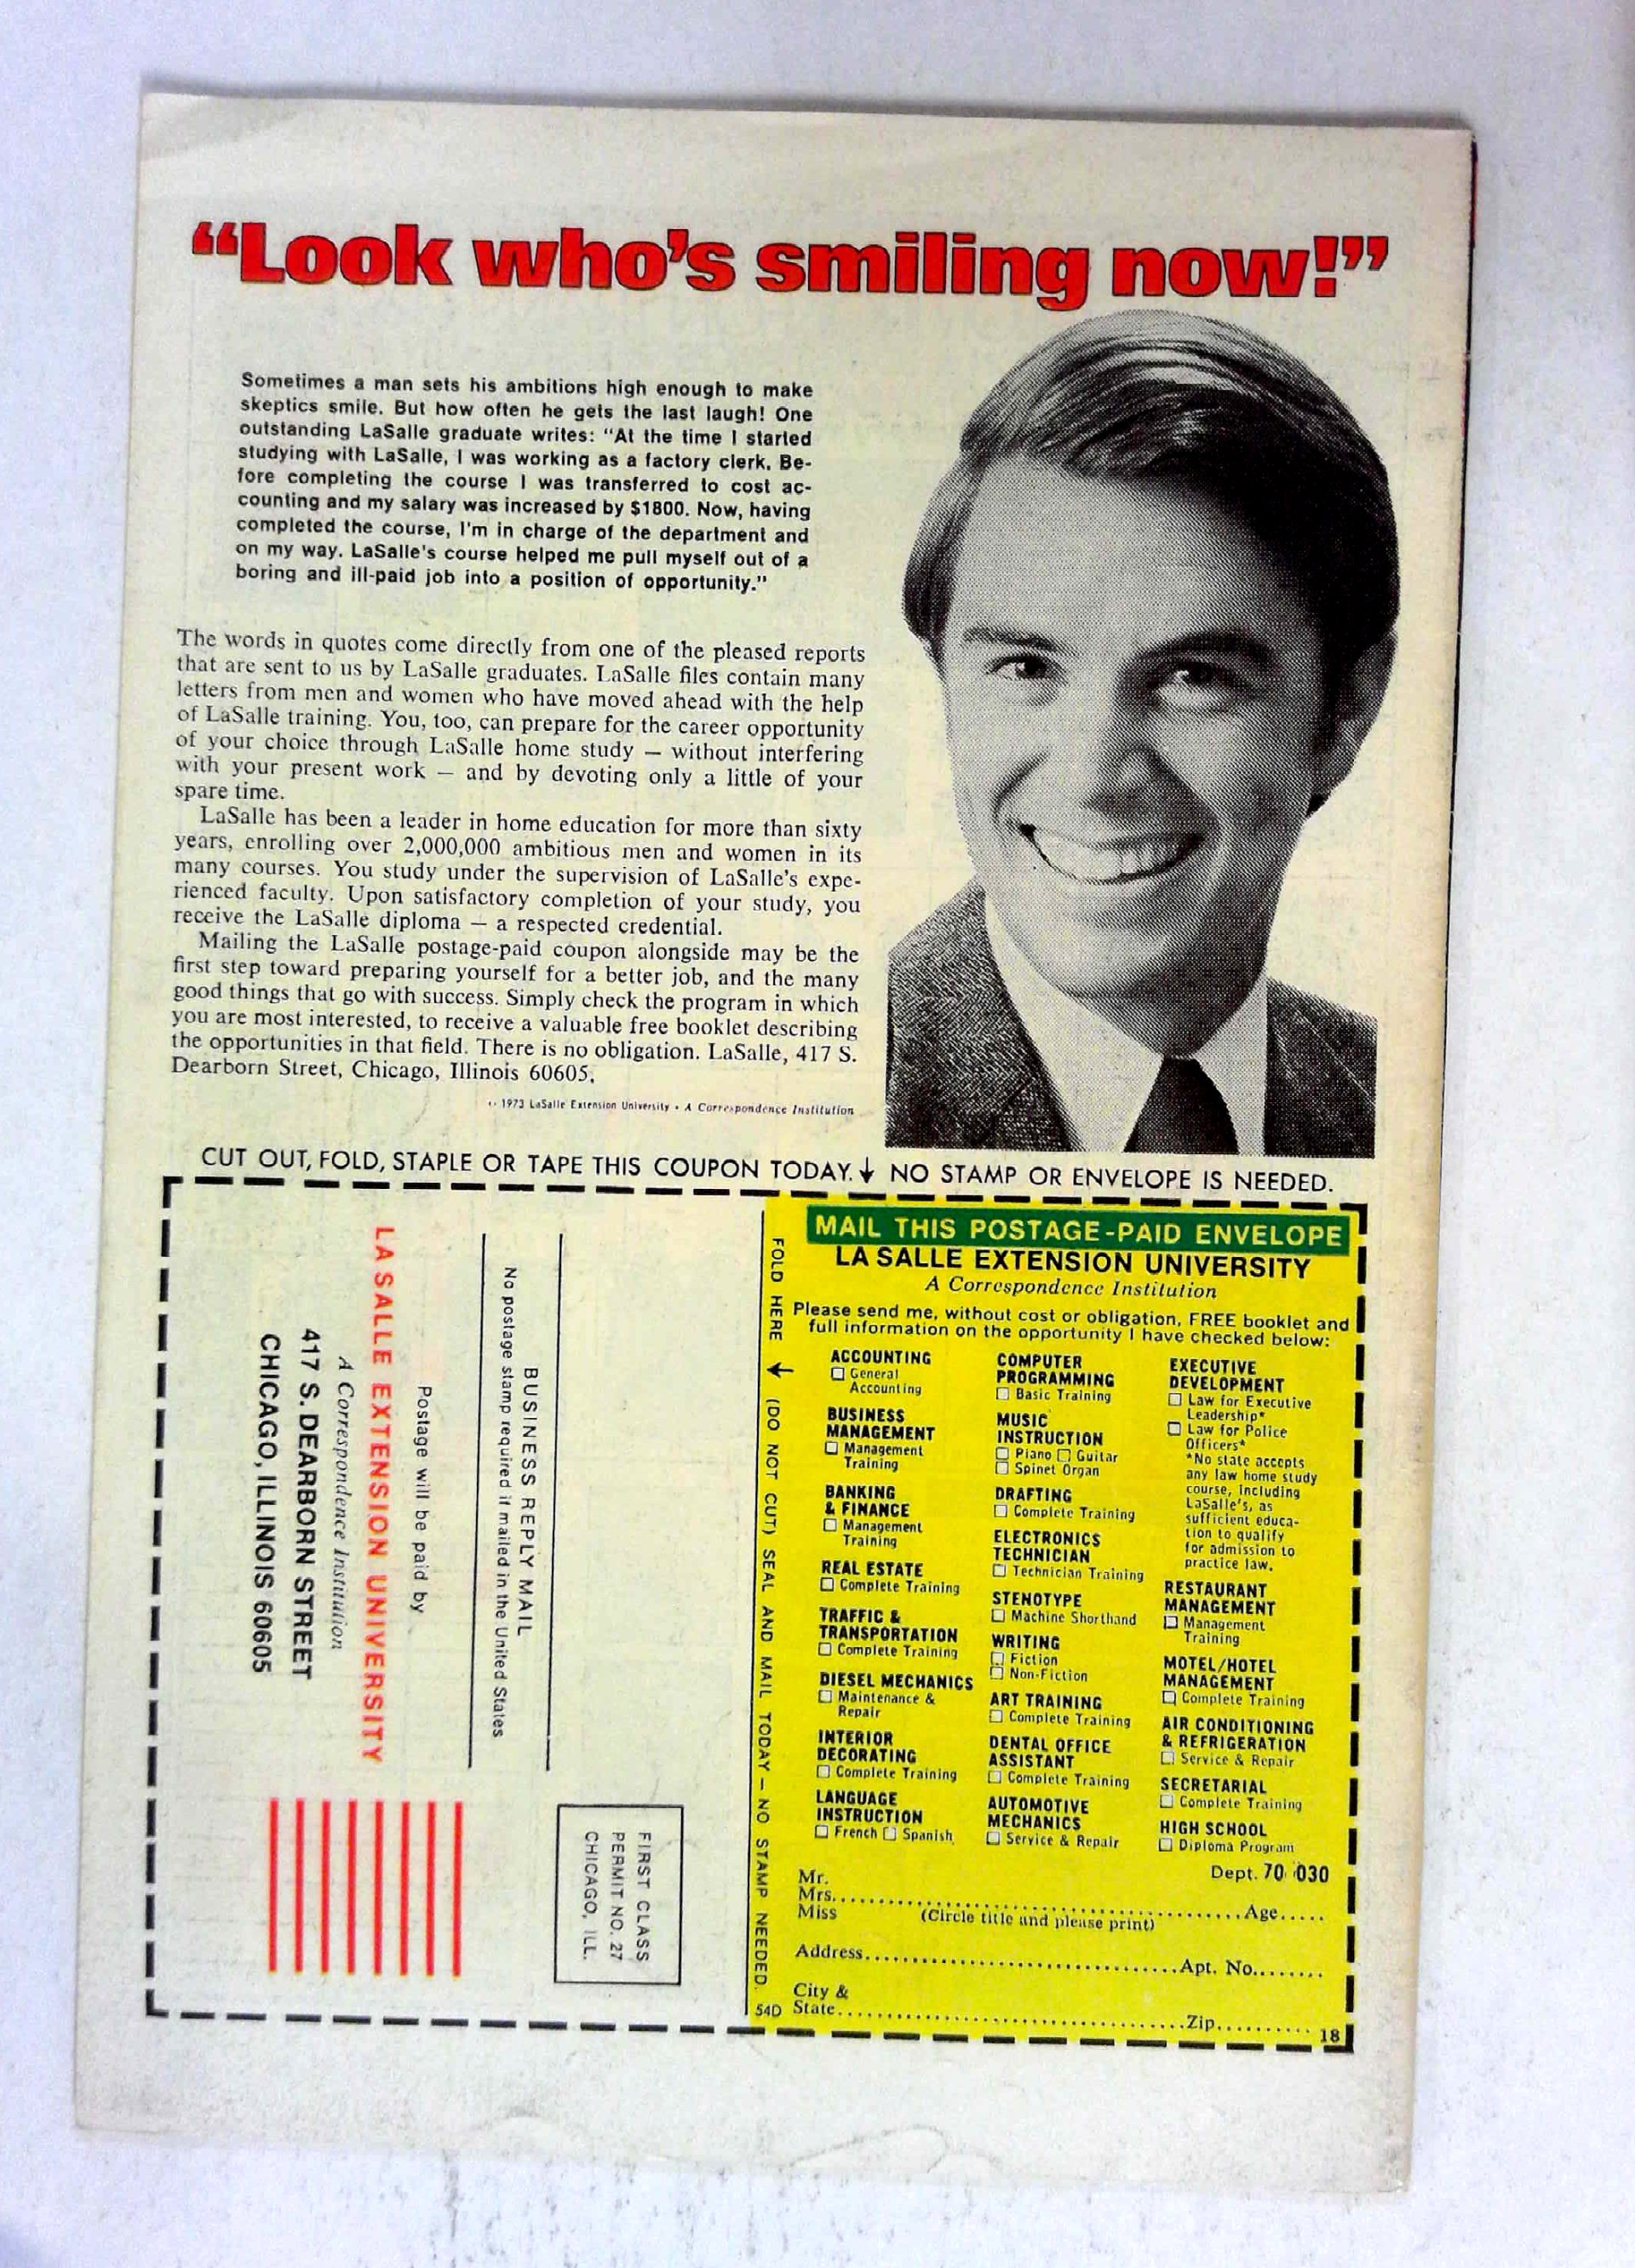 “Look who's smiling now!”
Sometimes a man sets his ambitions high enough to make
skeptics smile. But how often he gets the last laugh! One
outstanding LaSalle graduate writes: “At the time I started
studying with LaSalle, I was working as a factory clerk. Be-
fore completing the course I was transferred to cost ac-
counting and my salary was increased by $1800. Now, having
completed the course, I'm in charge of the department and
on my way. LaSalle's course helped me pull myself out of a
boring and ill-paid job into a position of opportunity.”
The words in quotes come directly from one of the pleased reports
that are sent to us by LaSalle graduates. LaSalle files contain many
letters from men and women who have moved ahead with the help
of LaSalle training. You, too, can prepare for the career opportunity
of your choice through LaSalle home study — without interfering
with your present work — and by devoting only a little of your
spare time.
LaSalle has been a leader in home education for more than sixty
years, enrolling over 2,000,000 ambitious men and women in its
many courses. You study under the supervision of LaSalle's expe-
rienced faculty. Upon satisfactory completion of your study, you
receive the LaSalle diploma — a respected credential.
Mailing the LaSalle postage-paid coupon alongside may be the
first step toward preparing yourself for a better job, and the many
good things that go with success. Simply check the program in which
you are most interested, to receive a valuable free booklet describing
the opportunities in that field. There is no obligation. LaSalle, 417 S.
Dearborn Street, Chicago, Illinois 60605.
1973 LaSalle Extension University • A Correspondence Institution
CUT OUT, FOLD, STAPLE OR TAPE THIS COUPON TODAY.↓ NO STAMP OR ENVELOPE IS NEEDED.
FIRST CLASS
PERMIT NO. 27
CHICAGO, ILL.
BUSINESS REPLY MAIL
No postage stamp required if mailed in the United States
Postage will be paid by
LA SALLE EXTENSION UNIVERSITY
A Correspondence Institution
417 S. DEARBORN STREET
CHICAGO, ILLINOIS 60605
FOLD HERE ← (DO NOT CUT) SEAL AND MAIL TODAY – NO STAMP NEEDED.
54D
MAIL THIS POSTAGE-PAID ENVELOPE
LA SALLE EXTENSION UNIVERSITY
A Correspondence Institution
Please send me, without cost or obligation, FREE booklet and
full information on the opportunity I have checked below:
ACCOUNTING
☐ General
Accounting
BUSINESS
MANAGEMENT
☐ Management
Training
BANKING
& FINANCE
☐ Management
Training
REAL ESTATE
☐ Complete Training
TRAFFIC &
TRANSPORTATION
☐ Complete Training
DIESEL MECHANICS
☐ Maintenance &
Repair
INTERIOR
DECORATING
☐ Complete Training
LANGUAGE
INSTRUCTION
☐ French ☐ Spanish
COMPUTER
PROGRAMMING
☐ Basic Training
MUSIC
INSTRUCTION
☐ Piano ☐ Guitar
☐ Spinet Organ
DRAFTING
☐ Complete Training
ELECTRONICS
TECHNICIAN
☐ Technician Training
STENOTYPE
☐ Machine Shorthand
WRITING
☐ Fiction
☐ Non-Fiction
ART TRAINING
☐ Complete Training
DENTAL OFFICE
ASSISTANT
☐ Complete Training
AUTOMOTIVE
MECHANICS
☐ Service & Repair
EXECUTIVE
DEVELOPMENT
☐ Law for Executive
Leadership*
☐ Law for Police
Officers*
*No state accepts
any law home study
course, including
LaSalle's, as
sufficient educa-
tion to qualify
for admission to
practice law.
RESTAURANT
MANAGEMENT
☐ Management
Training
MOTEL/HOTEL
MANAGEMENT
☐ Complete Training
AIR CONDITIONING
& REFRIGERATION
☐ Service & Repair
SECRETARIAL
☐ Complete Training
HIGH SCHOOL
☐ Diploma Program
Dept. 70 030
Mr.
Mrs. Age
Miss (Circle title and please print)
Address Apt. No.
City &
State Zip
18